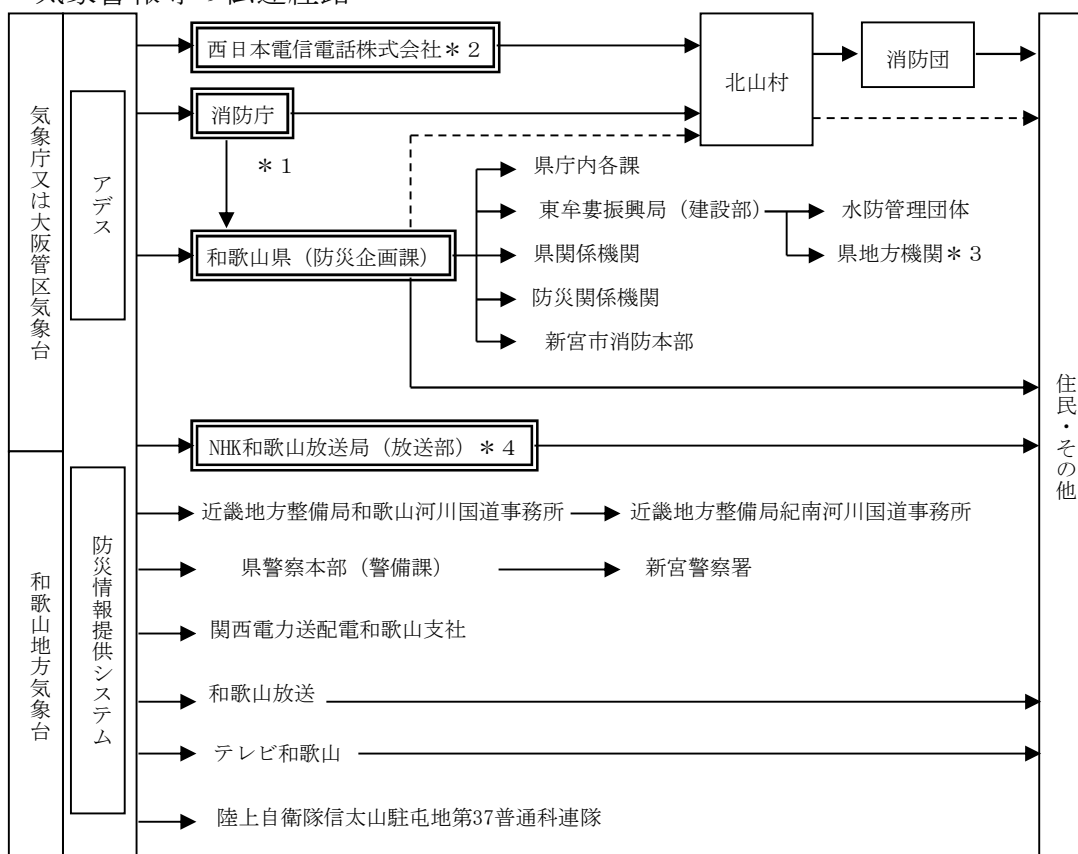 西日本電信電話株式会社＊2
北山村
消防団
消防庁
＊1
和歌山県（防災企画課）
県庁内各課
東牟婁振興局（建設部）
水防管理団体
県関係機関
県地方機関＊3
防災関係機関
新宮市消防本部
気象庁又は大阪管区気象台
アデス
NHK和歌山放送局（放送部）＊4
住民・その他
和歌山地方気象台
防災情報提供システム
近畿地方整備局和歌山河川国道事務所
近畿地方整備局紀南河川国道事務所
県警察本部（警備課）
新宮警察署
関西電力送配電和歌山支社
和歌山放送
テレビ和歌山
陸上自衛隊信太山駐屯地第37普通科連隊